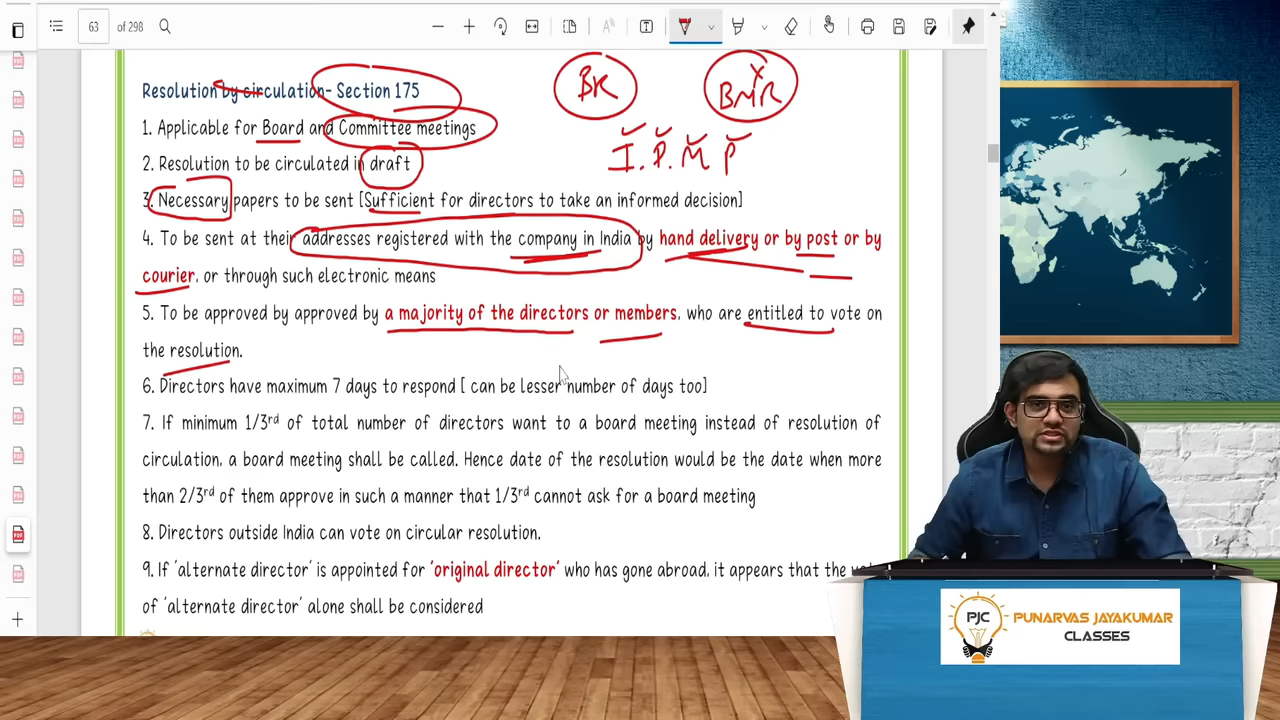 63 of 298
Resolution by circulation- Section 175
BR
BMR
I. P. M P
1. Applicable for Board and Committee meetings
2. Resolution to be circulated in draft
3. Necessary papers to be sent [Sufficient for directors to take an informed decision]
4. To be sent at their addresses registered with the company in India by hand delivery or by post or by
courier, or through such electronic means
5. To be approved by approved by a majority of the directors or members, who are entitled to vote on
the resolution.
6. Directors have maximum 7 days to respond [ can be lesser number of days too]
7. If minimum 1/3rd of total number of directors want to a board meeting instead of resolution of
circulation, a board meeting shall be called. Hence date of the resolution would be the date when more
than 2/3rd of them approve in such a manner that 1/3rd cannot ask for a board meeting
8. Directors outside India can vote on circular resolution.
9. If 'alternate director' is appointed for 'original director' who has gone abroad, it appears that the
of 'alternate director' alone shall be considered
PJC
PUNARVAS JAYAKUMAR
CLASSES